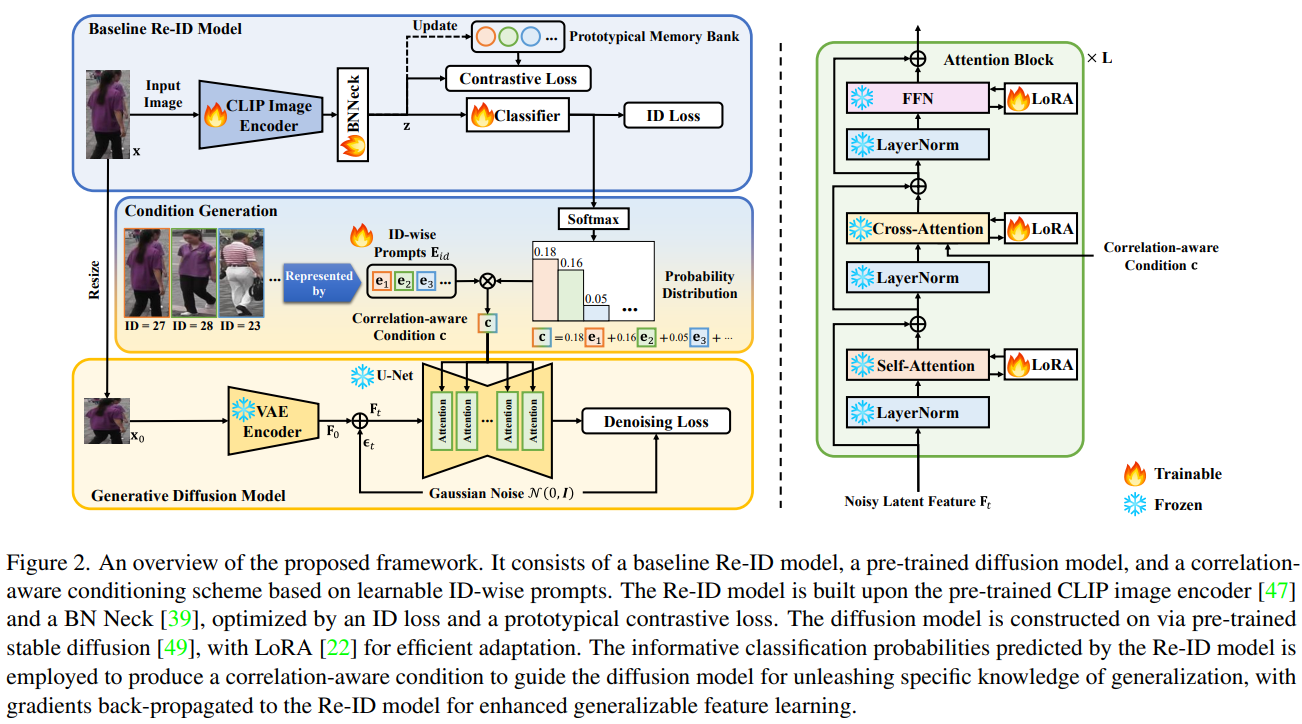 Baseline Re-ID Model
Update
Prototypical Memory Bank
...
Contrastive Loss
Input
Image
CLIP Image
Encoder
BNNeck
z
Classifier
ID Loss
x
Resize
Condition Generation
ID = 27
ID = 28
ID = 23
...
Represented
by
ID-wise
Prompts E_id
e_1 e_2 e_3 ...
Correlation-aware
Condition c
c
Softmax
0.18
0.16
0.05
...
Probability
Distribution
c =0.18 e_1 +0.16 e_2 +0.05 e_3 + ...
U-Net
x_0
VAE
Encoder
F_0
F_t
ϵ_t
Attention
Attention
...
Attention
Attention
Denoising Loss
Gaussian Noise 𝒩(0, I)
Generative Diffusion Model
Attention Block
× L
FFN
LoRA
LayerNorm
Cross-Attention
LoRA
Correlation-aware
Condition c
LayerNorm
Self-Attention
LoRA
LayerNorm
Noisy Latent Feature F_t
Trainable
Frozen
Figure 2. An overview of the proposed framework. It consists of a baseline Re-ID model, a pre-trained diffusion model, and a correlation-
aware conditioning scheme based on learnable ID-wise prompts. The Re-ID model is built upon the pre-trained CLIP image encoder [47]
and a BN Neck [39], optimized by an ID loss and a prototypical contrastive loss. The diffusion model is constructed on via pre-trained
stable diffusion [49], with LoRA [22] for efficient adaptation. The informative classification probabilities predicted by the Re-ID model is
employed to produce a correlation-aware condition to guide the diffusion model for unleashing specific knowledge of generalization, with
gradients back-propagated to the Re-ID model for enhanced generalizable feature learning.